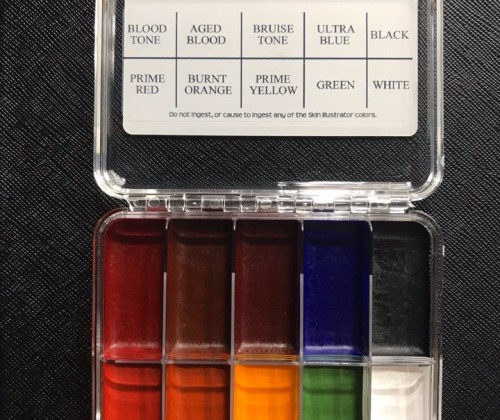 BLOOD TONE
AGED BLOOD
BRUISE TONE
ULTRA BLUE
BLACK
PRIME RED
BURNT ORANGE
PRIME YELLOW
GREEN
WHITE
Do not ingest, or cause to ingest any of the Skin Illustrator colors.